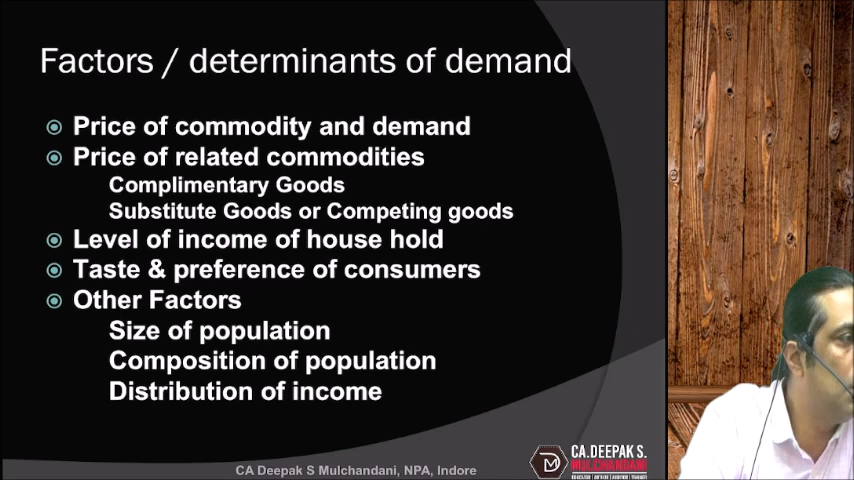 Factors / determinants of demand
Price of commodity and demand
Price of related commodities
Complimentary Goods
Substitute Goods or Competing goods
Level of income of house hold
Taste & preference of consumers
Other Factors
Size of population
Composition of population
Distribution of income
CA Deepak S Mulchandani, NPA, Indore
CA.DEEPAK S.
MULCHANDANI